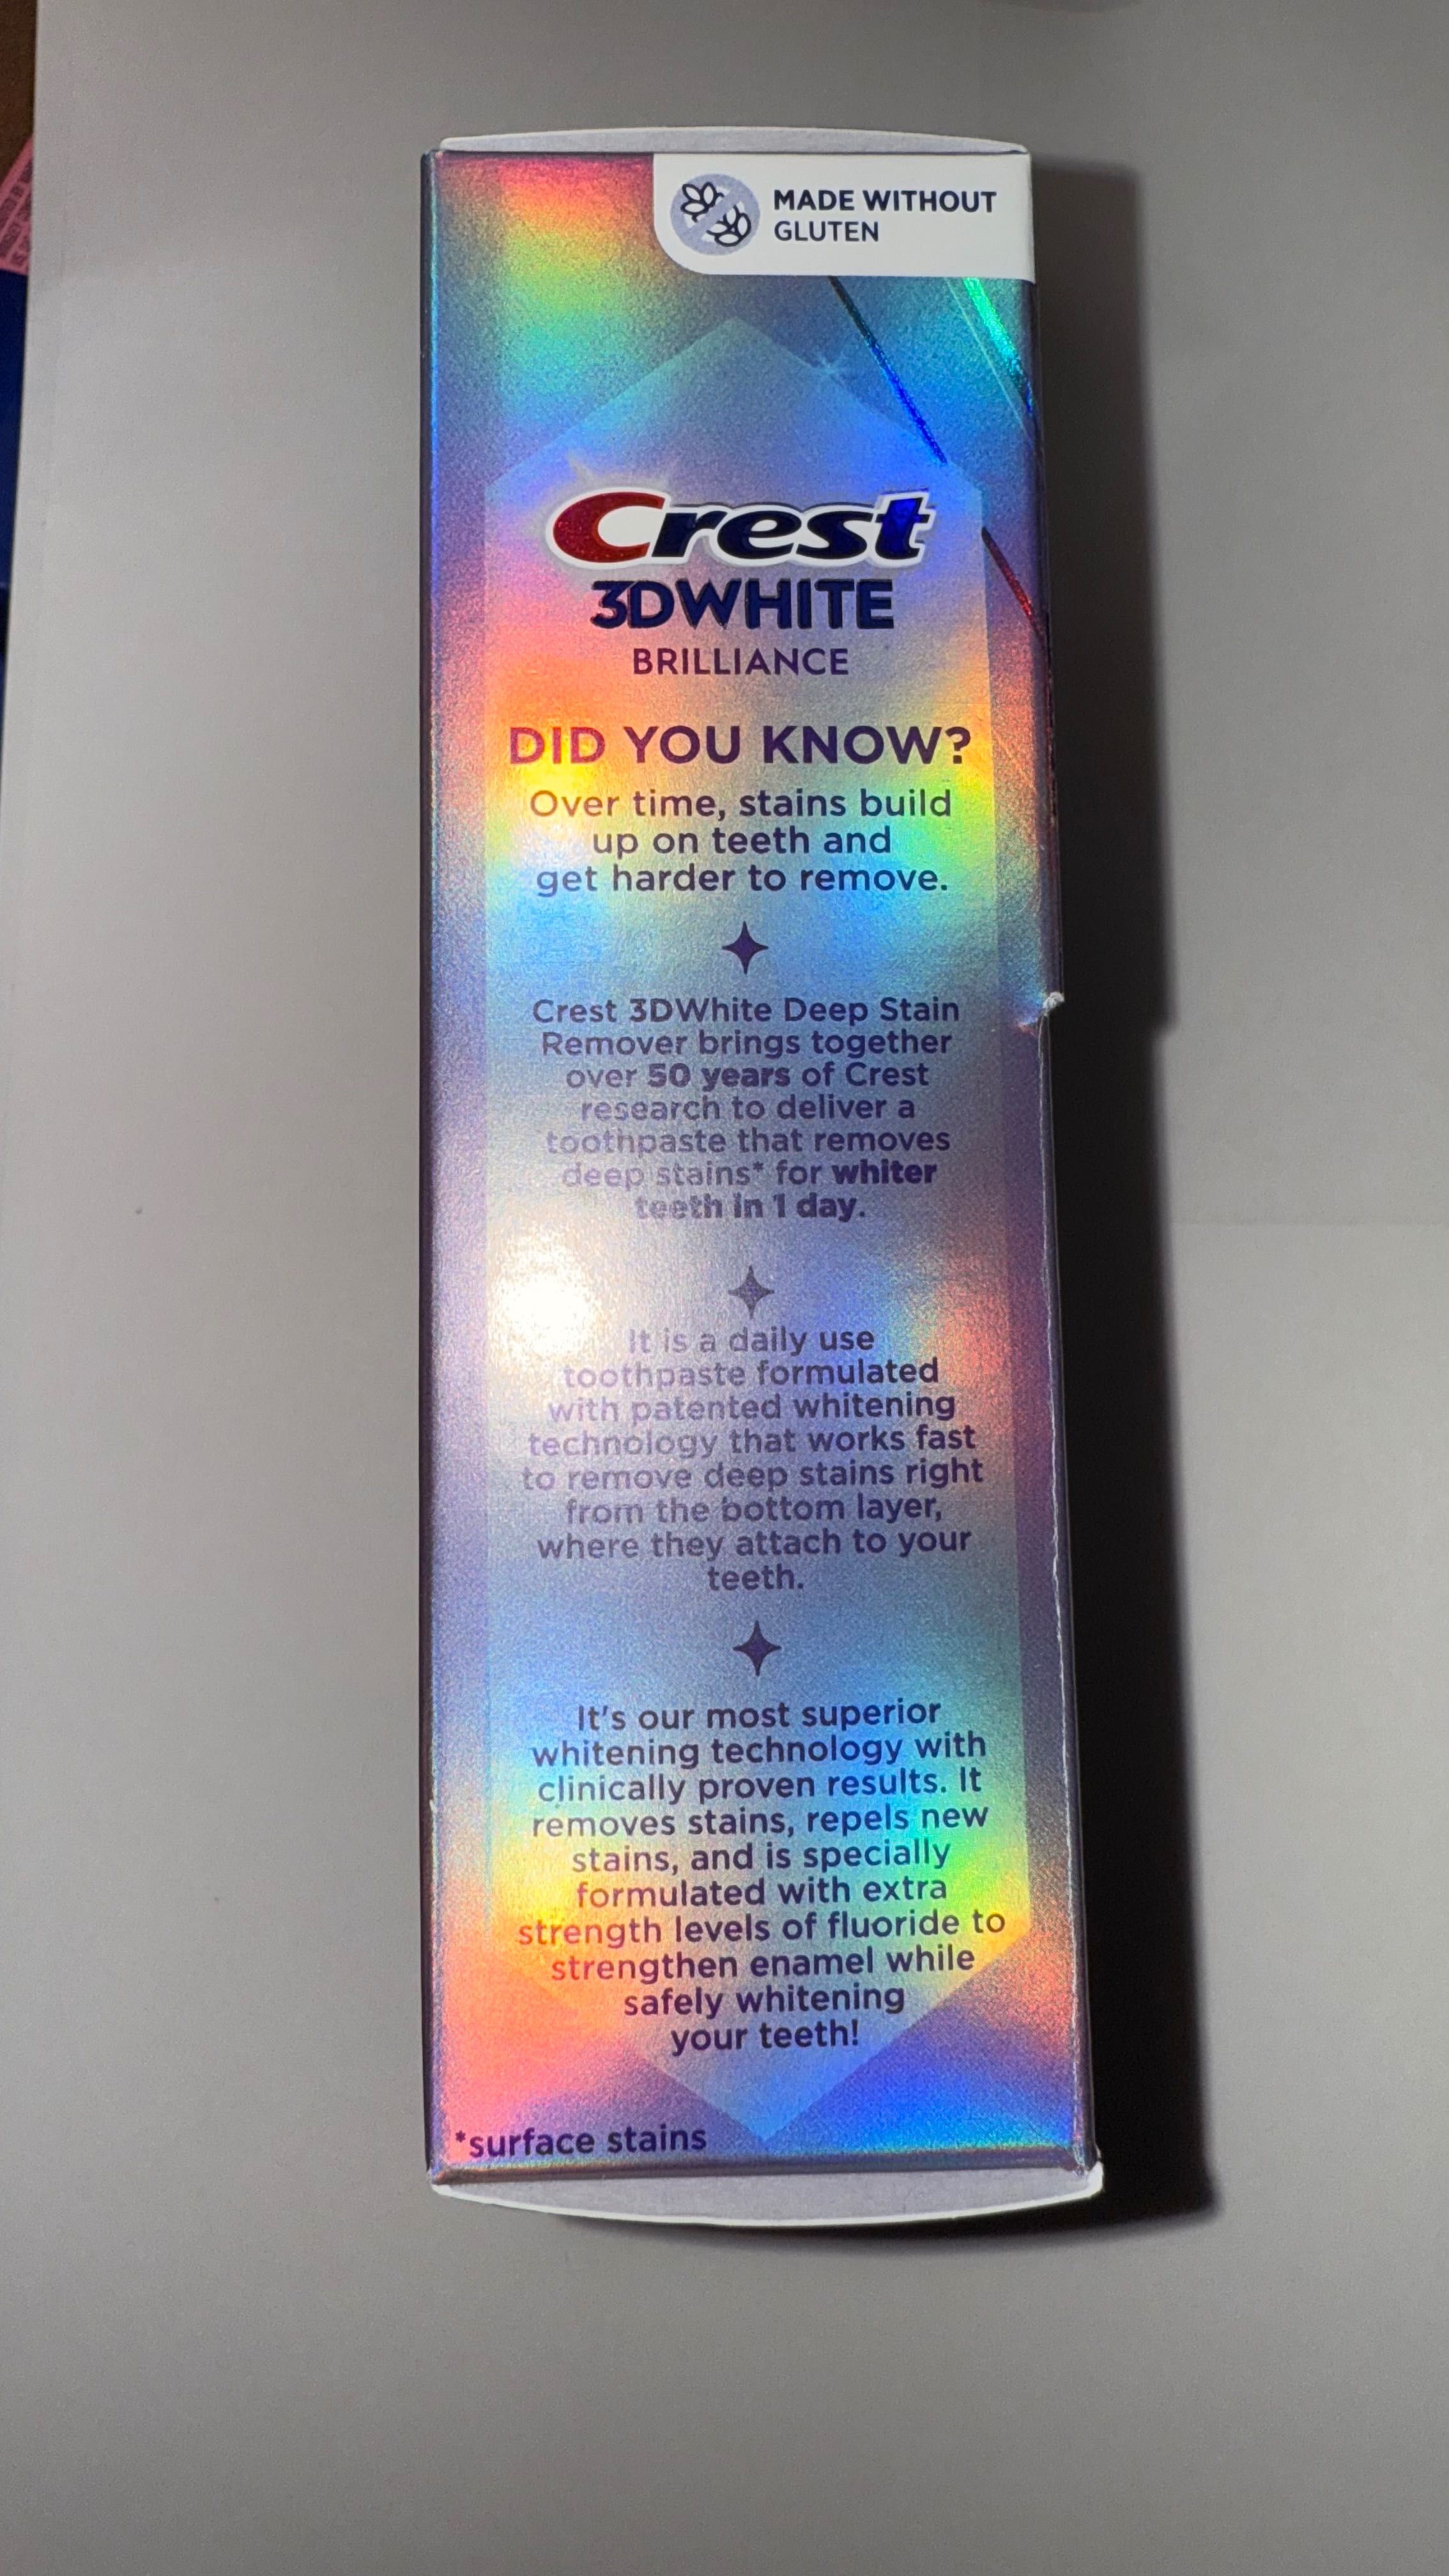 MADE WITHOUT
GLUTEN
Crest
3DWHITE
BRILLIANCE
DID YOU KNOW?
Over time, stains build
up on teeth and
get harder to remove.
Crest 3DWhite Deep Stain
Remover brings together
over 50 years of Crest
research to deliver a
toothpaste that removes
deep stains* for whiter
teeth in 1 day.
It is a daily use
toothpaste formulated
with patented whitening
technology that works fast
to remove deep stains right
from the bottom layer,
where they attach to your
teeth.
It's our most superior
whitening technology with
clinically proven results. It
removes stains, repels new
stains, and is specially
formulated with extra
strength levels of fluoride to
strengthen enamel while
safely whitening
your teeth!
*surface stains